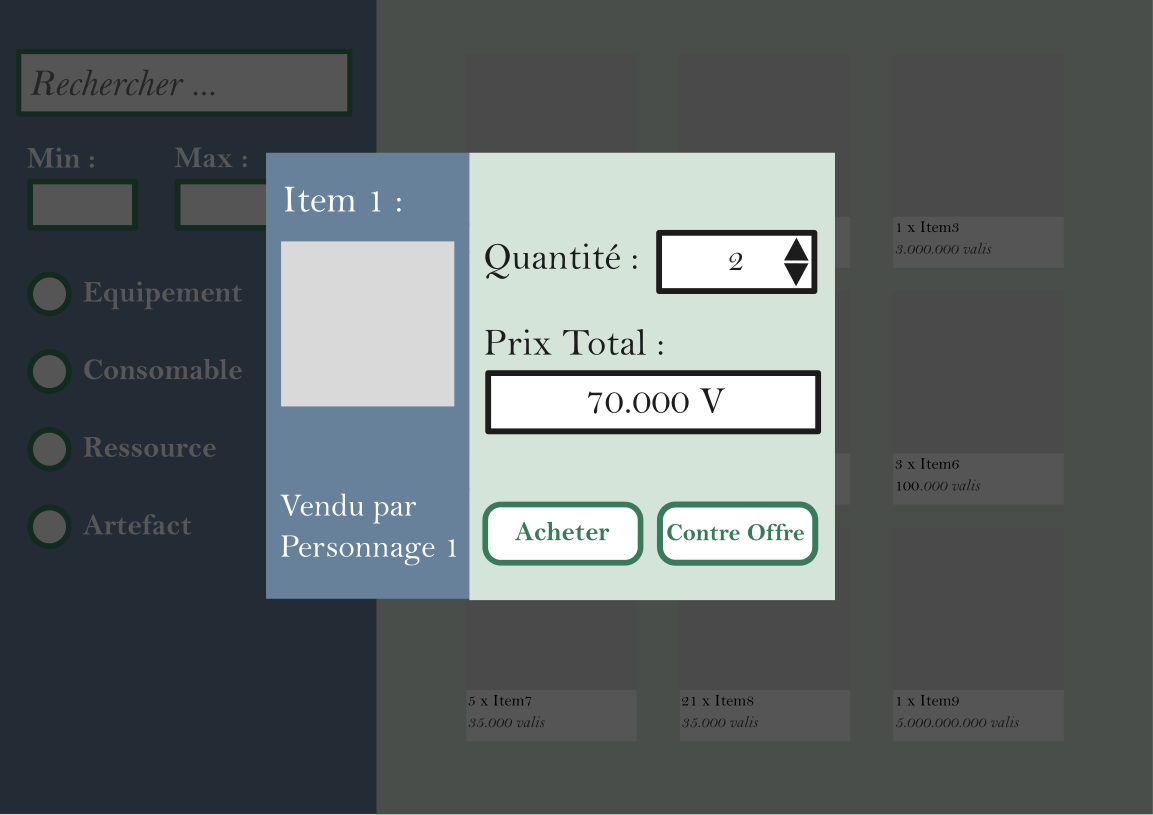 Rechercher ...
Min :
Max :
Equipement
Consomable
Ressource
Artefact
Item 1 :
Vendu par
Personnage 1
Quantité :
2
Prix Total :
70.000 V
Acheter
Contre Offre
1 x Item3
3.000.000 valis
3 x Item6
100.000 valis
5 x Item7
35.000 valis
21 x Item8
35.000 valis
1 x Item9
5.000.000.000 valis